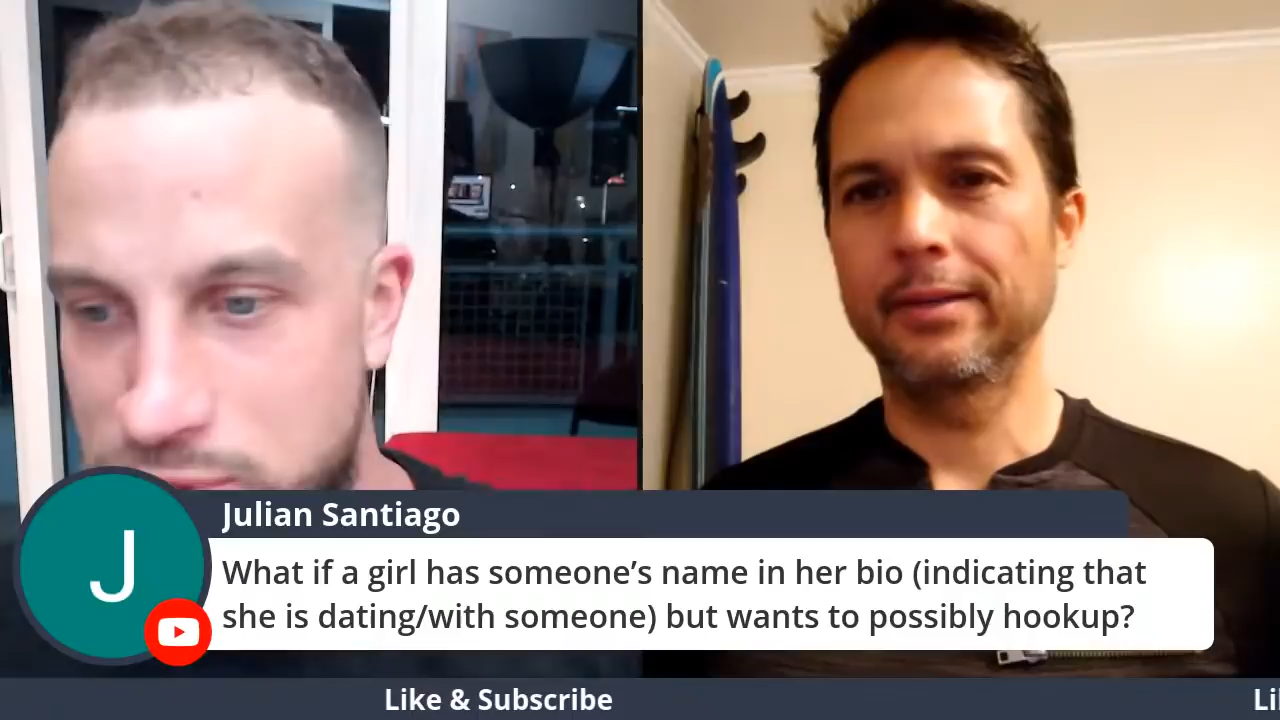 J
Julian Santiago
What if a girl has someone’s name in her bio (indicating that
she is dating/with someone) but wants to possibly hookup?
Like & Subscribe
Li